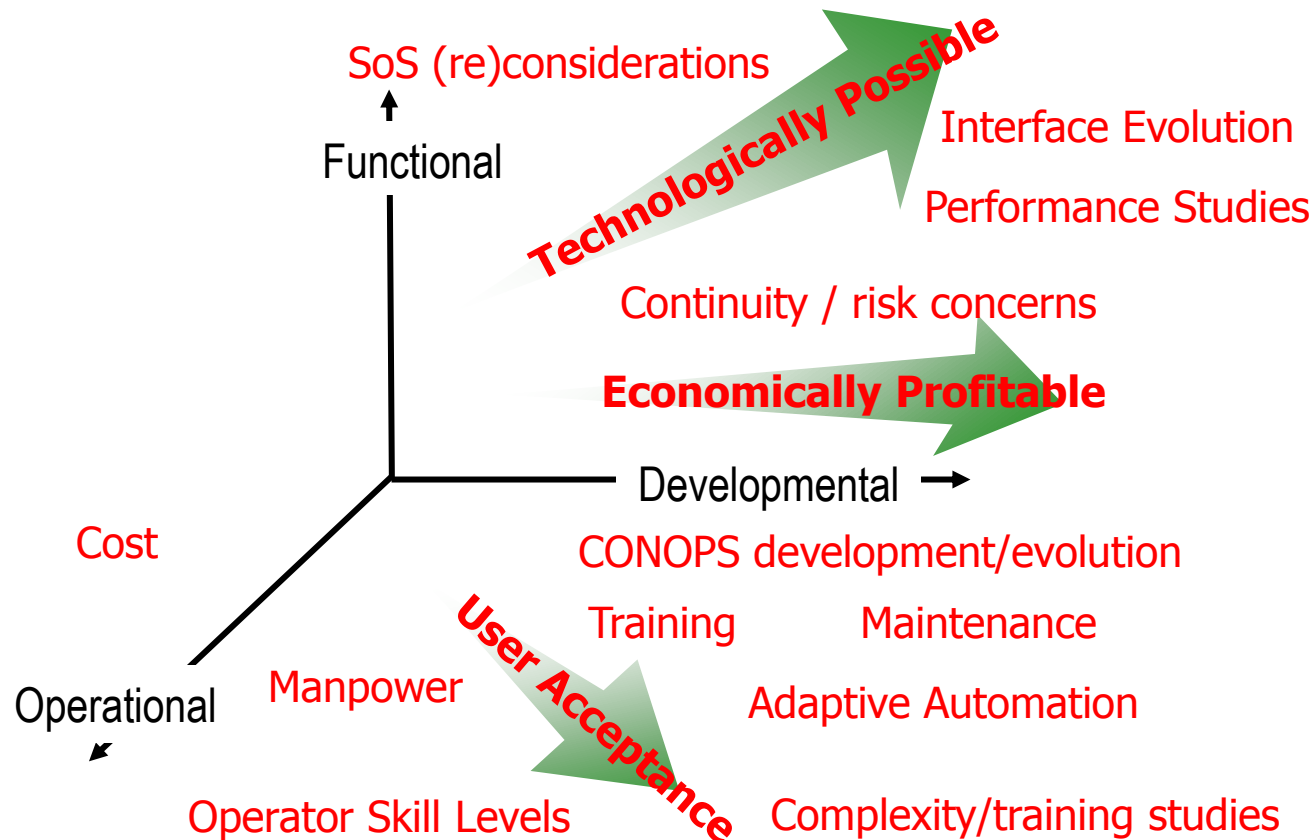 SoS (re)considerations
Functional
Technologically Possible
Interface Evolution
Performance Studies
Continuity / risk concerns
Economically Profitable
Developmental
Cost
CONOPS development/evolution
Training
Maintenance
User Acceptance
Manpower
Operational
Adaptive Automation
Operator Skill Levels
Complexity/training studies